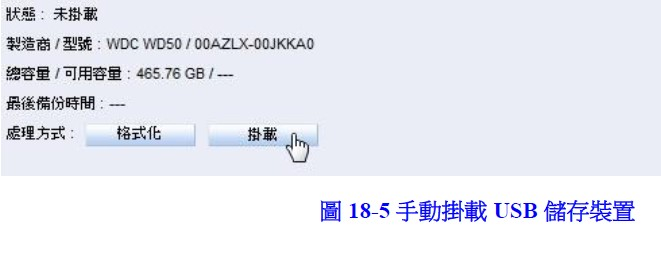 狀態： 未掛載
製造商 / 型號：WDC WD50 / 00AZLX-00JKKA0
總容量 / 可用容量：465.76 GB / ---
最後備份時間：---
處理方式： 格式化 掛載
圖 18-5 手動掛載 USB 儲存裝置